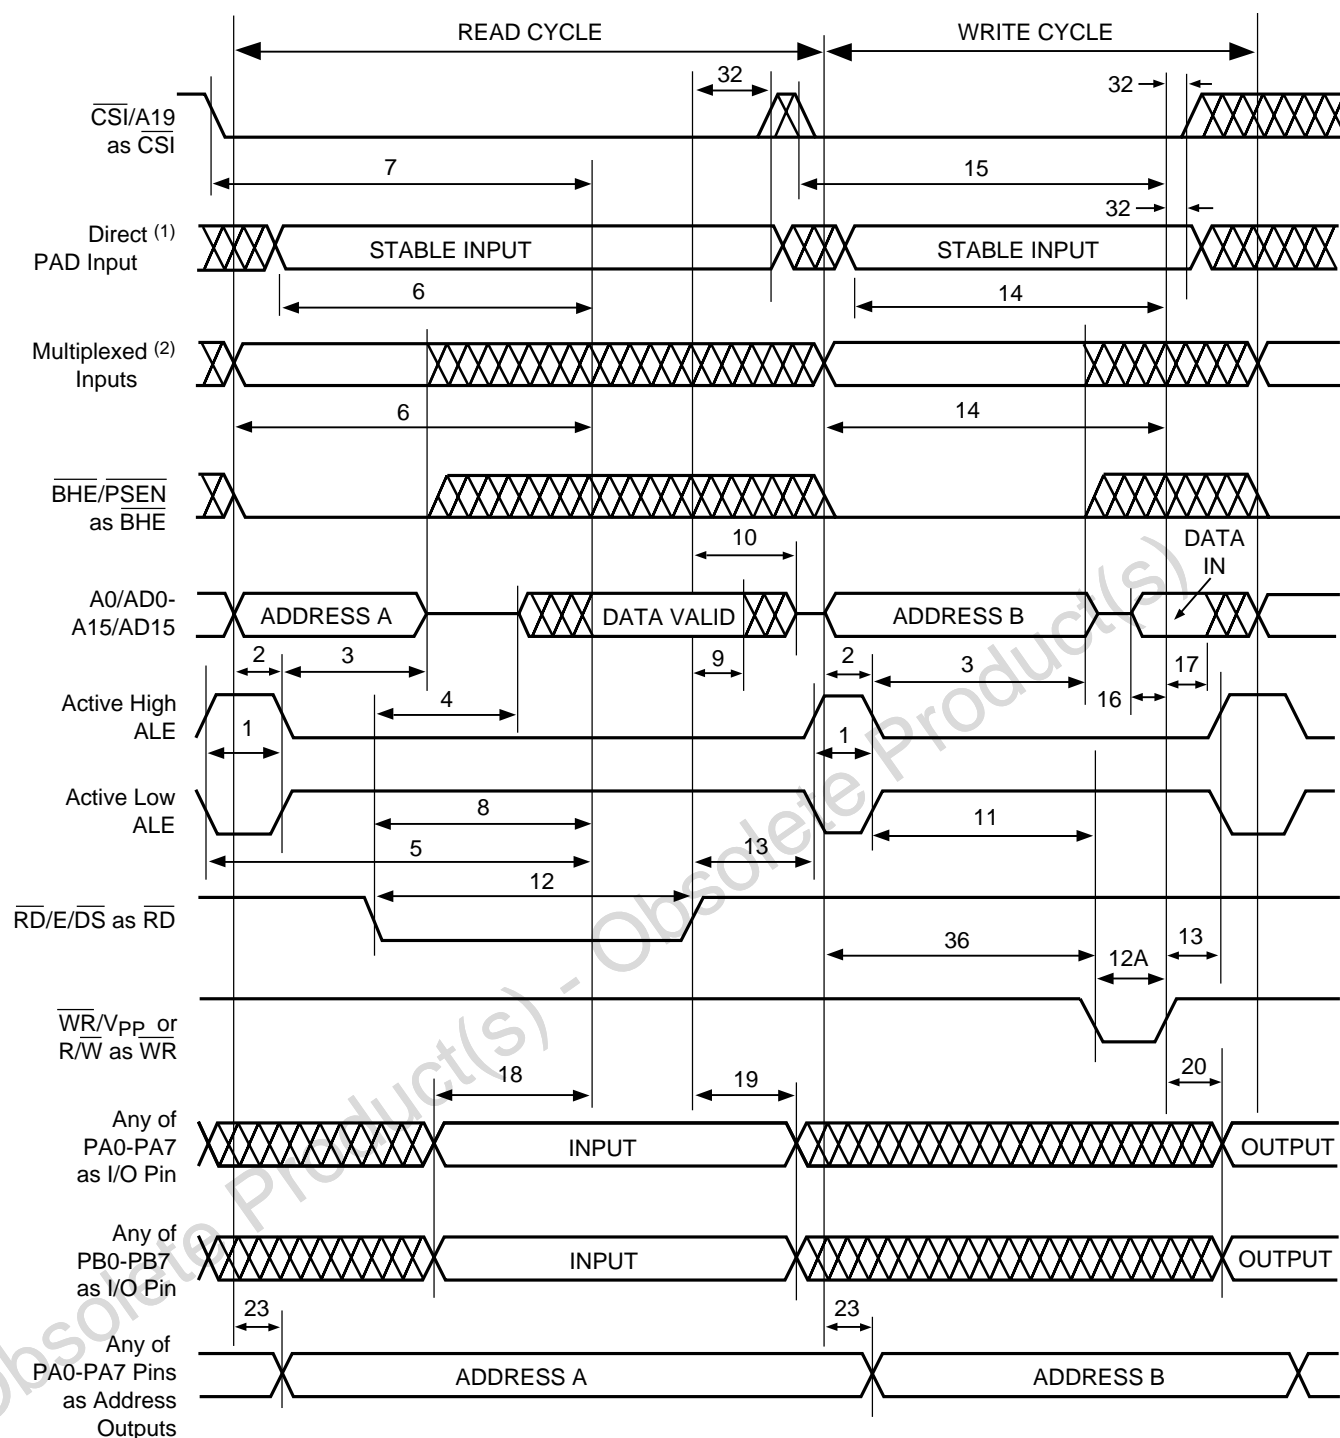 READ CYCLE
WRITE CYCLE
32
32
CSI/A19
as CSI
7
15
32
Direct (1)
PAD Input
STABLE INPUT
STABLE INPUT
6
14
Multiplexed (2)
Inputs
6
14
BHE/PSEN
as BHE
10
DATA
IN
A0/AD0-
A15/AD15
ADDRESS A
DATA VALID
ADDRESS B
2
3
9
2
3
17
4
16
Active High
ALE
1
1
Active Low
ALE
8
11
5
13
12
RD/E/DS as RD
36
13
12A
WR/VPP or
R/W as WR
18
19
20
Any of
PA0-PA7
as I/O Pin
INPUT
OUTPUT
Any of
PB0-PB7
as I/O Pin
INPUT
OUTPUT
23
23
Any of
PA0-PA7 Pins
as Address
Outputs
ADDRESS A
ADDRESS B
Obsolete Product(s) - Obsolete Product(s)